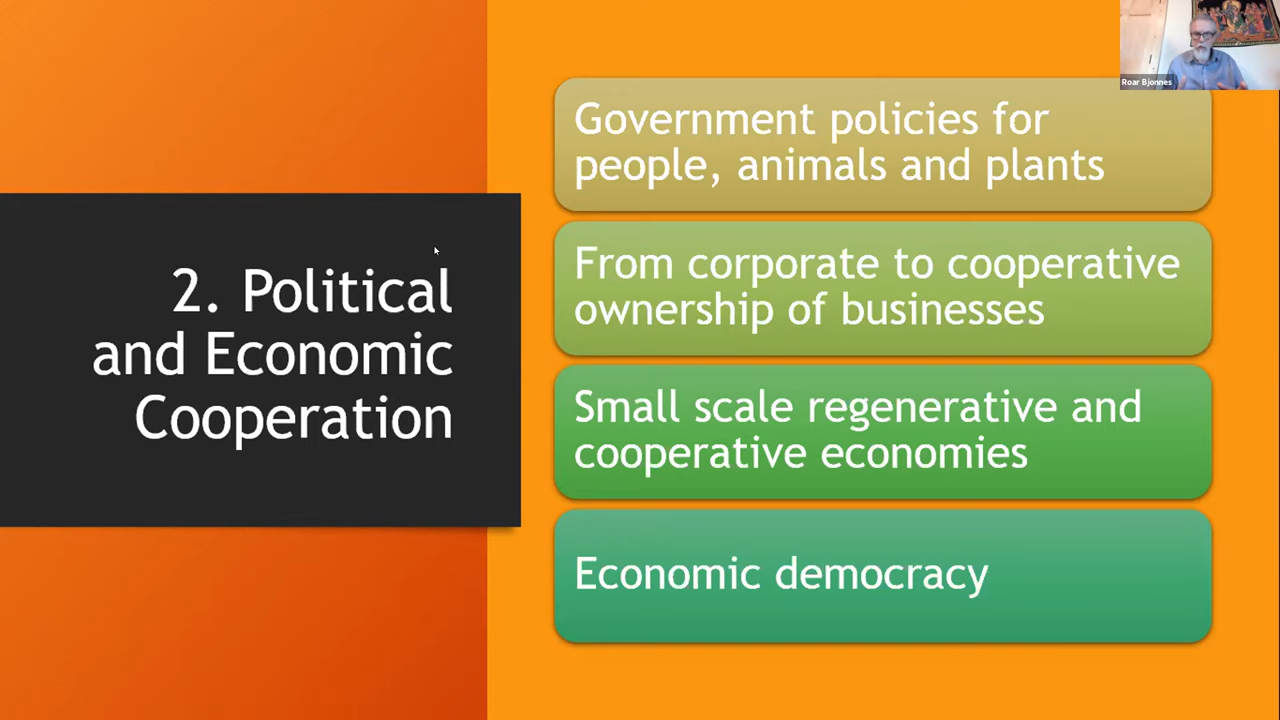 2. Political
and Economic
Cooperation
Government policies for
people, animals and plants
From corporate to cooperative
ownership of businesses
Small scale regenerative and
cooperative economies
Economic democracy
Roar Bjonnes